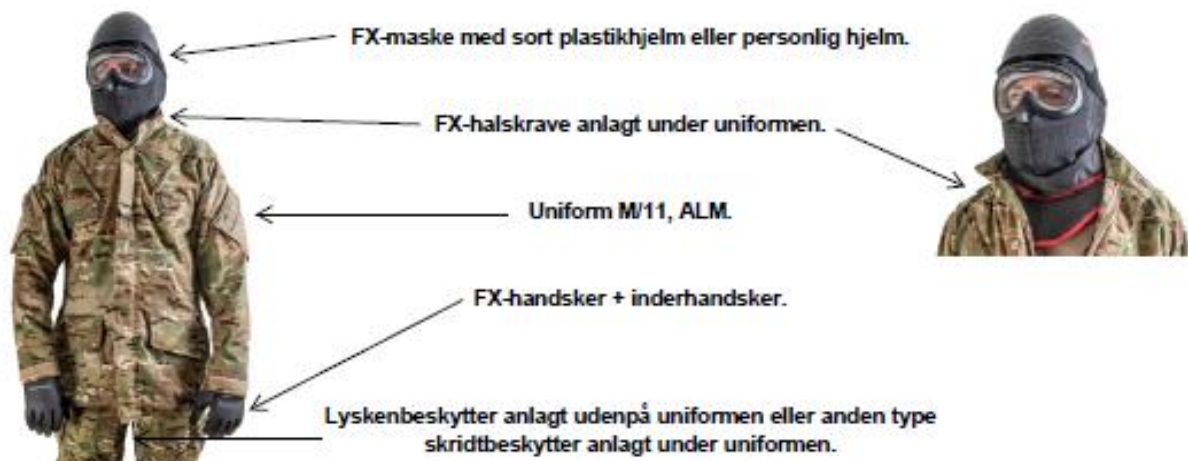 FX-maske med sort plastikhjelm eller personlig hjelm.
FX-halskrave anlagt under uniformen.
Uniform M/11, ALM.
FX-handsker + inderhandsker.
Lyskenbeskytter anlagt udenpå uniformen eller anden type
skridtbeskytter anlagt under uniformen.